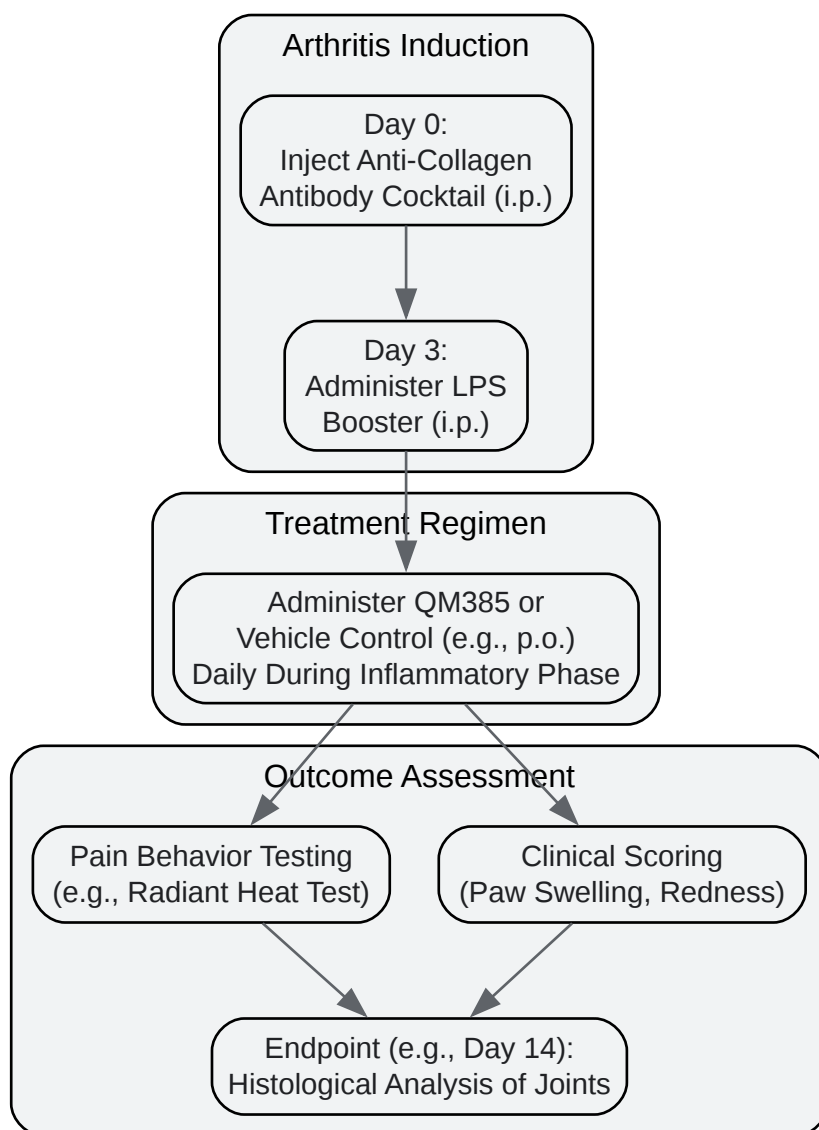 Arthritis Induction
Day 0:
Inject Anti-Collagen
Antibody Cocktail (i.p.)
Day 3:
Administer LPS
Booster (i.p.)
Treatment Regimen
Administer QM385 or
Vehicle Control (e.g., p.o.)
Daily During Inflammatory Phase
Outcome Assessment
Pain Behavior Testing
(e.g., Radiant Heat Test)
Clinical Scoring
(Paw Swelling, Redness)
Endpoint (e.g., Day 14):
Histological Analysis of Joints